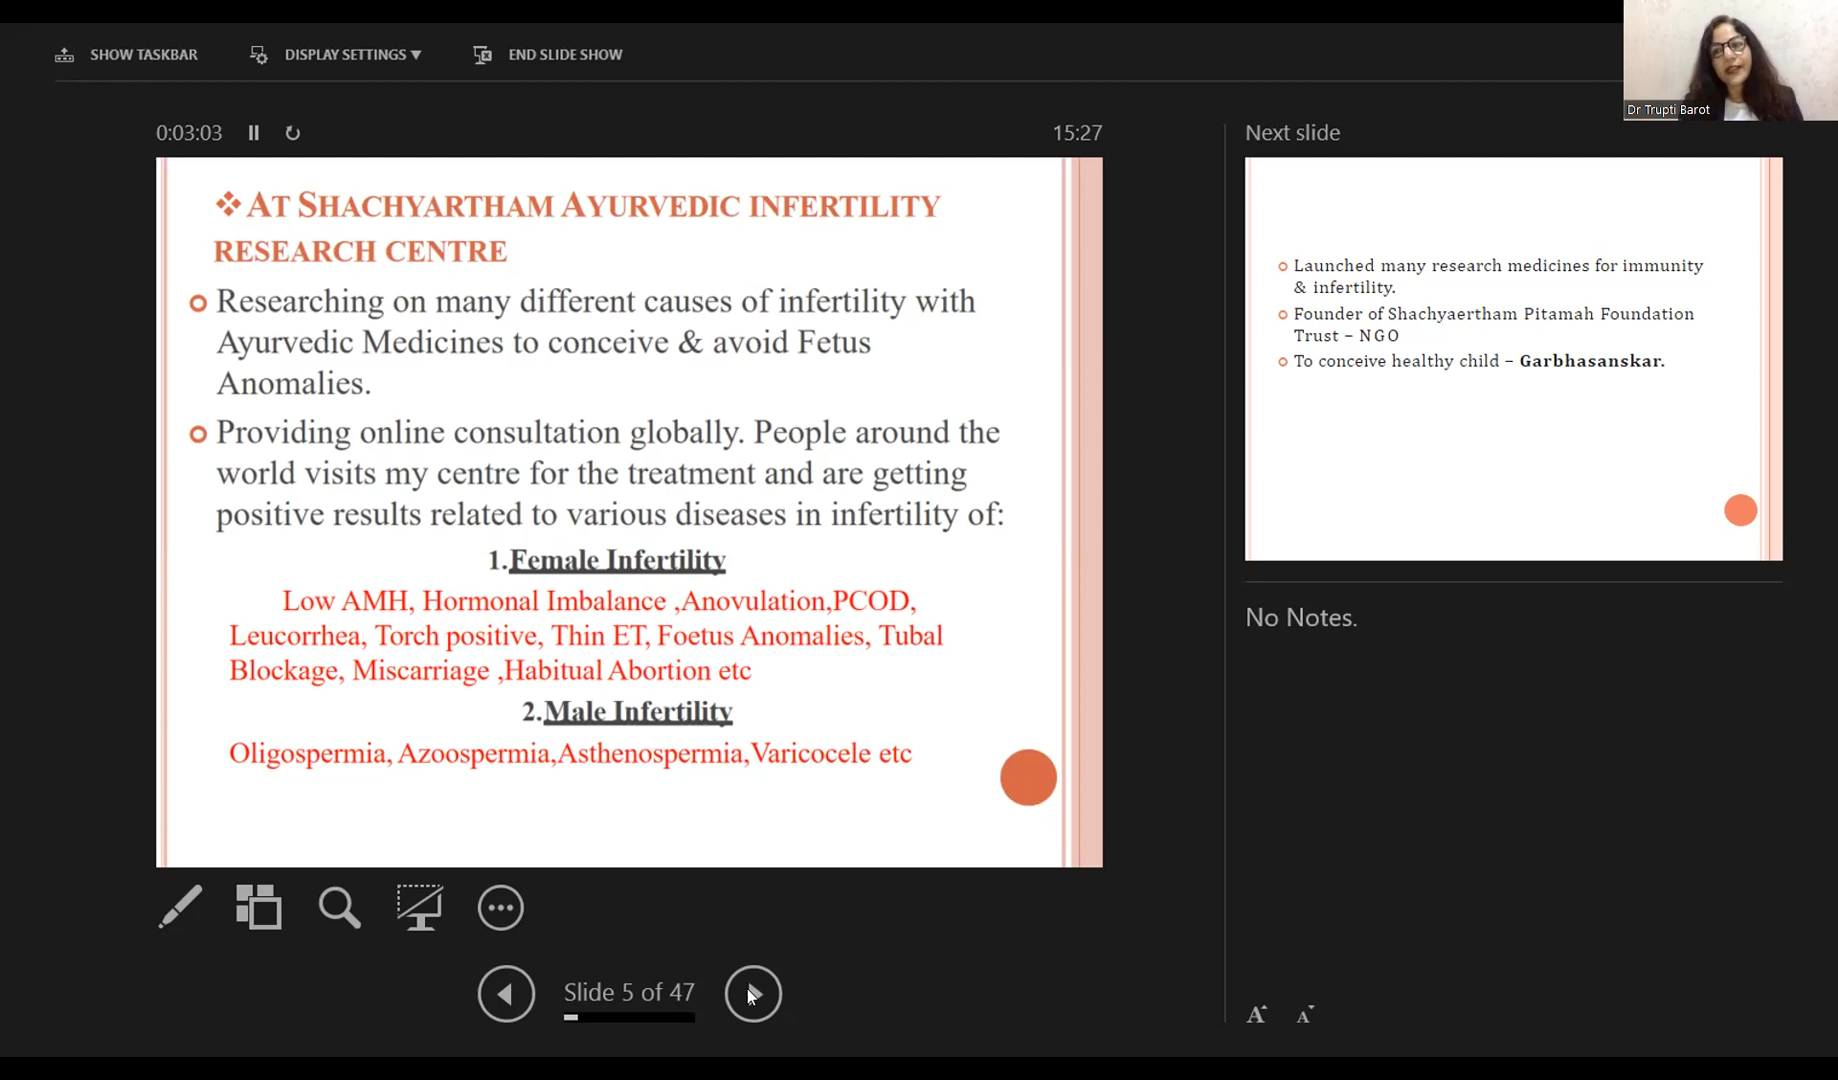 SHOW TASKBAR
DISPLAY SETTINGS ▼
END SLIDE SHOW
Dr Trupti Barot
0:03:03
15:27
Next slide
❖AT SHACHYARTHAM AYURVEDIC INFERTILITY
RESEARCH CENTRE
Researching on many different causes of infertility with
Ayurvedic Medicines to conceive & avoid Fetus
Anomalies.
Providing online consultation globally. People around the
world visits my centre for the treatment and are getting
positive results related to various diseases in infertility of:
1.Female Infertility
Low AMH, Hormonal Imbalance ,Anovulation,PCOD,
Leucorrhea, Torch positive, Thin ET, Foetus Anomalies, Tubal
Blockage, Miscarriage ,Habitual Abortion etc
2.Male Infertility
Oligospermia, Azoospermia,Asthenospermia,Varicocele etc
Launched many research medicines for immunity
& infertility.
Founder of Shachyaertham Pitamah Foundation
Trust – NGO
To conceive healthy child – Garbhasanskar.
No Notes.
Slide 5 of 47
A A